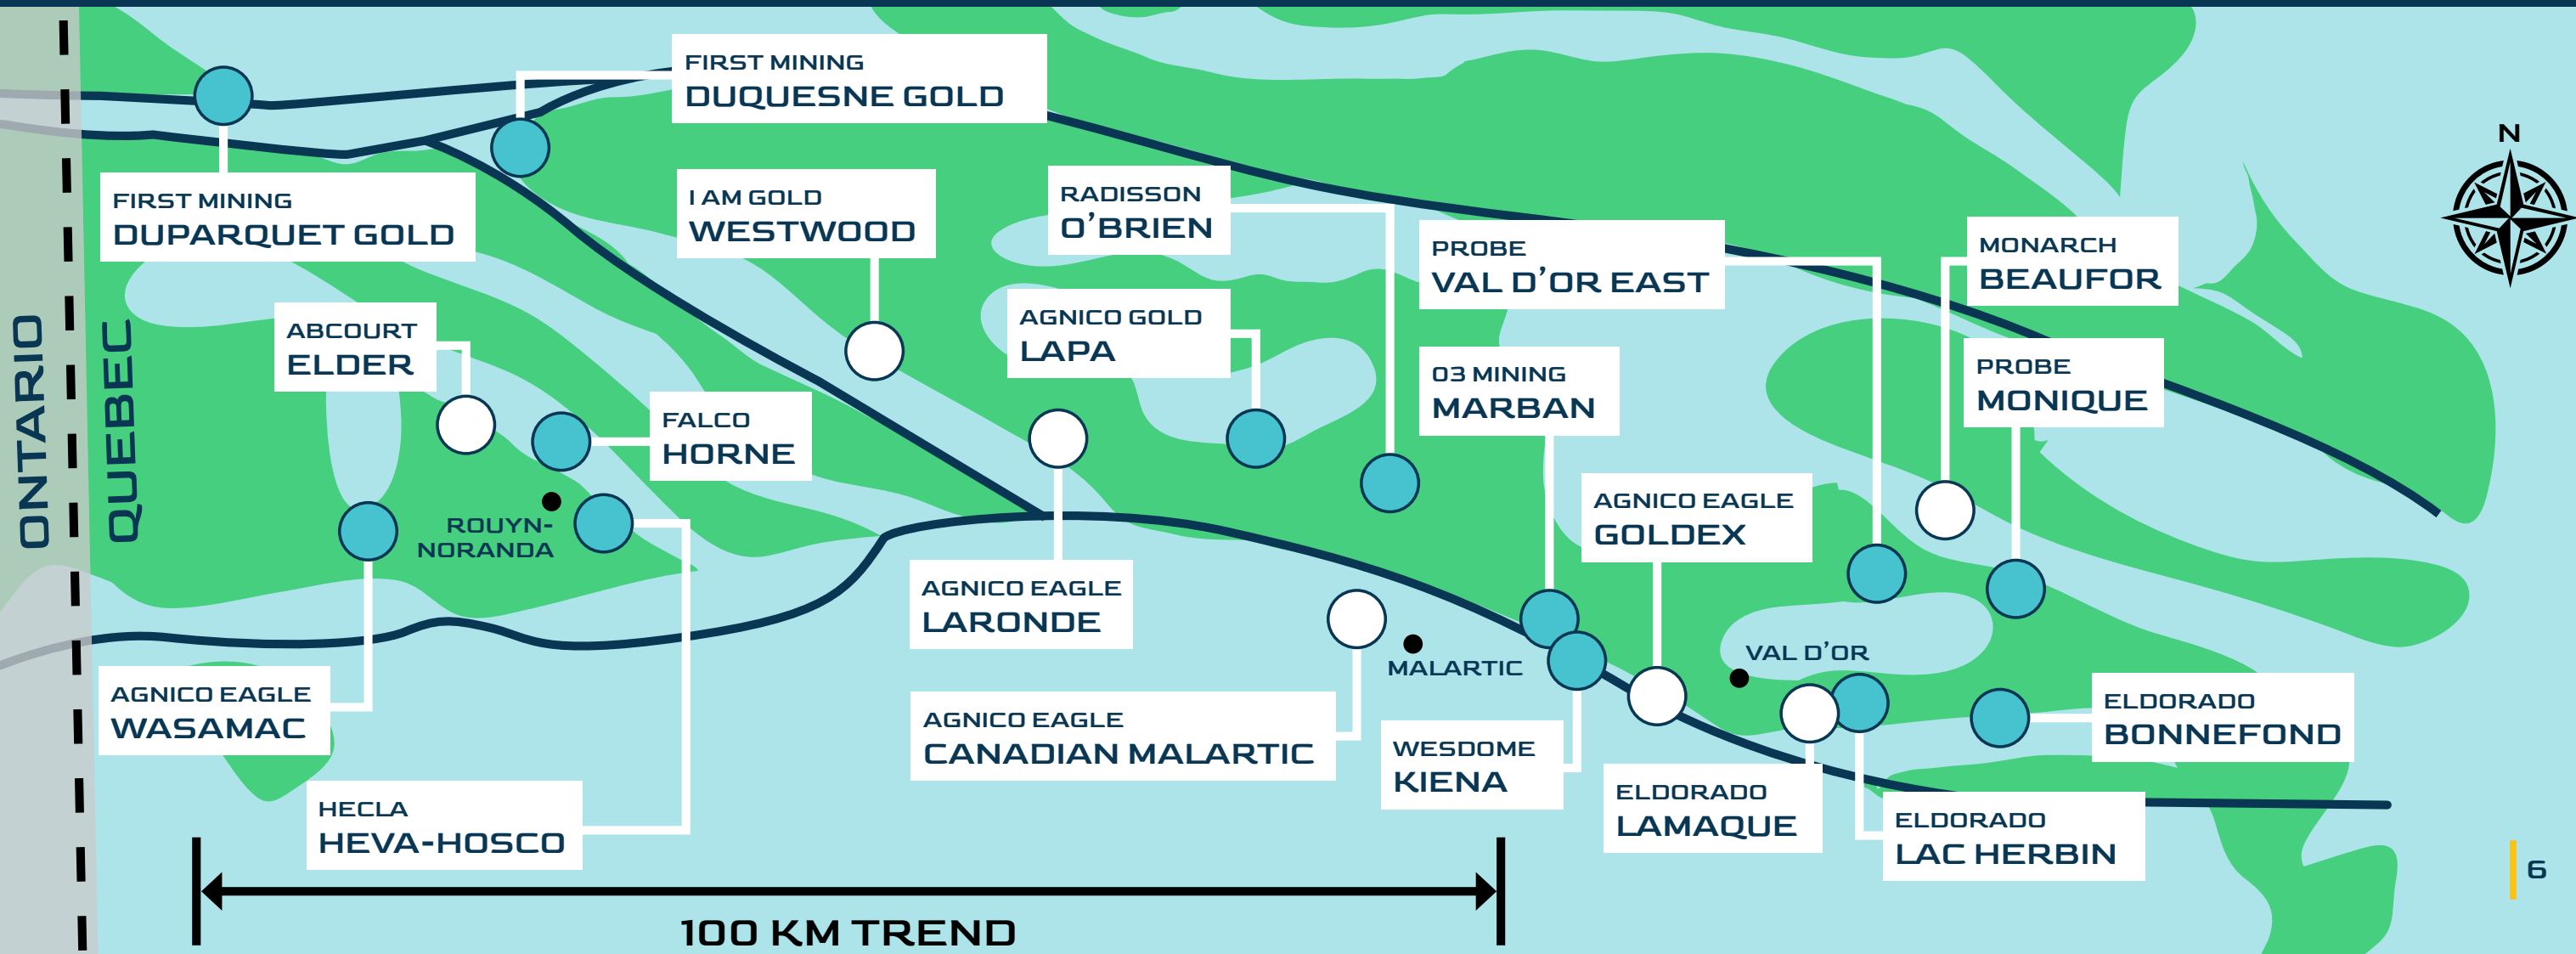 FIRST MINING
DUQUESNE GOLD
N
FIRST MINING
DUPARQUET GOLD
I AM GOLD
WESTWOOD
RADISSON
O’BRIEN
PROBE
VAL D’OR EAST
MONARCH
BEAUFOR
ABCOURT
ELDER
AGNICO GOLD
LAPA
03 MINING
MARBAN
PROBE
MONIQUE
ONTARIO
QUEBEC
FALCO
HORNE
ROUYN-
NORANDA
AGNICO EAGLE
GOLDEX
AGNICO EAGLE
LARONDE
MALARTIC
VAL D’OR
AGNICO EAGLE
WASAMAC
AGNICO EAGLE
CANADIAN MALARTIC
WESDOME
KIENA
ELDORADO
BONNEFOND
HECLA
HEVA-HOSCO
ELDORADO
LAMAQUE
ELDORADO
LAC HERBIN
6
100 KM TREND